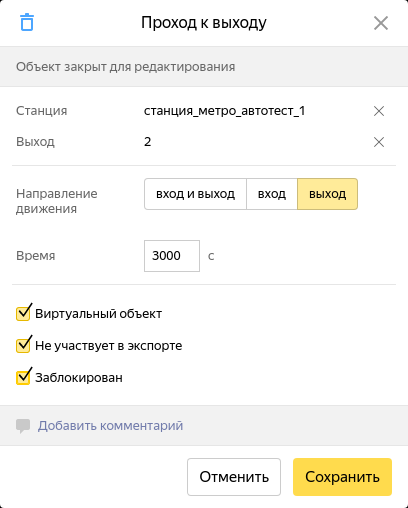 Проход к выходу
Объект закрыт для редактирования
Станция станция_метро_автотест_1
Выход 2
Направление движения вход и выход вход выход
Время 3000 с
Виртуальный объект
Не участвует в экспорте
Заблокирован
Добавить комментарий
Отменить Сохранить